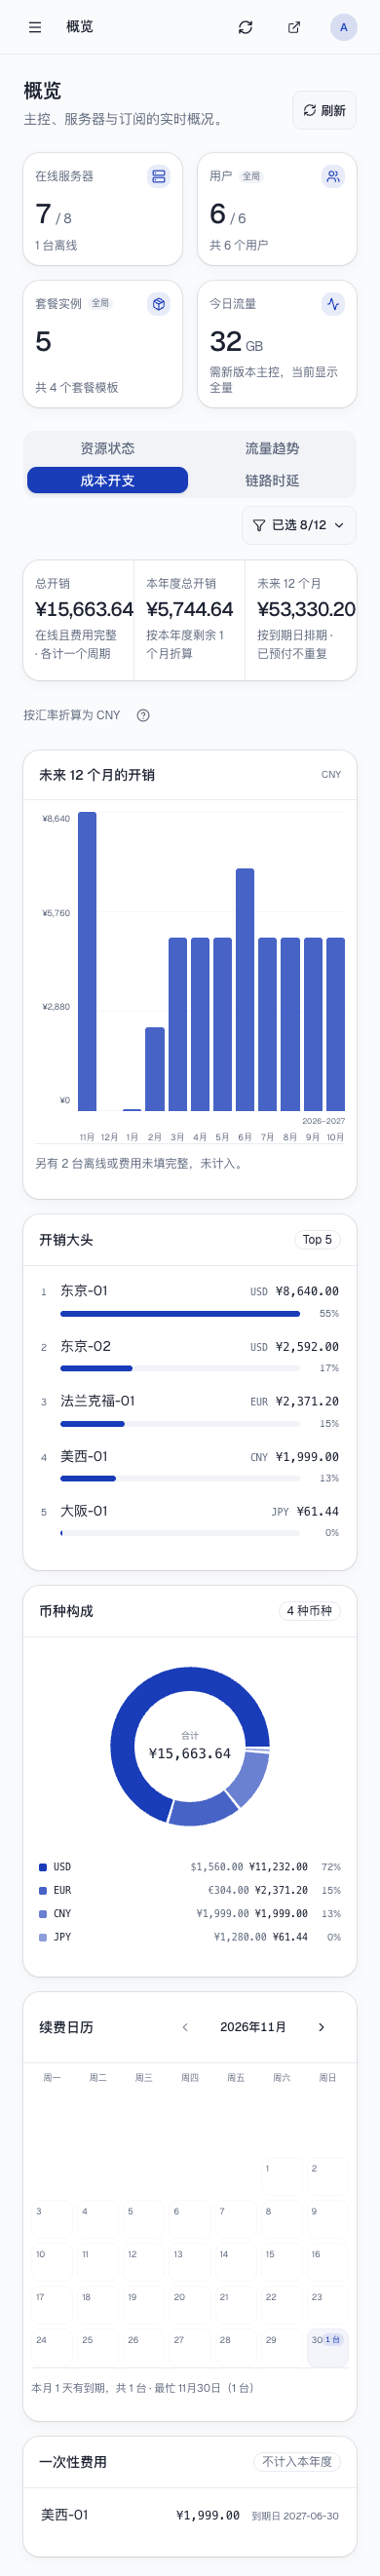 概览
A
概览
主控、服务器与订阅的实时概况。
刷新
在线服务器
7 / 8
1 台离线
用户 全局
6 / 6
共 6 个用户
套餐实例 全局
5
共 4 个套餐模板
今日流量
32 GB
需新版本主控，当前显示
全量
资源状态
流量趋势
成本开支
链路时延
已选 8/12
总开销
¥15,663.64
在线且费用完整
· 各计一个周期
本年度总开销
¥5,744.64
按本年度剩余 1
个月折算
未来 12 个月
¥53,330.20
按到期日排期 ·
已预付不重复
按汇率折算为 CNY
未来 12 个月的开销
CNY
¥8,640
¥5,760
¥2,880
¥0
2026–2027
11月 12月 1月 2月 3月 4月 5月 6月 7月 8月 9月 10月
另有 2 台离线或费用未填完整，未计入。
开销大头
Top 5
1 东京-01 USD ¥8,640.00
55%
2 东京-02 USD ¥2,592.00
17%
3 法兰克福-01 EUR ¥2,371.20
15%
4 美西-01 CNY ¥1,999.00
13%
5 大阪-01 JPY ¥61.44
0%
币种构成
4 种币种
合计
¥15,663.64
USD $1,560.00 ¥11,232.00 72%
EUR €304.00 ¥2,371.20 15%
CNY ¥1,999.00 ¥1,999.00 13%
JPY ¥1,280.00 ¥61.44 0%
续费日历
2026年11月
周一 周二 周三 周四 周五 周六 周日
1 2
3 4 5 6 7 8 9
10 11 12 13 14 15 16
17 18 19 20 21 22 23
24 25 26 27 28 29 30 1 台
本月 1 天有到期，共 1 台 · 最忙 11月30日（1 台）
一次性费用
不计入本年度
美西-01 ¥1,999.00 到期日 2027-06-30